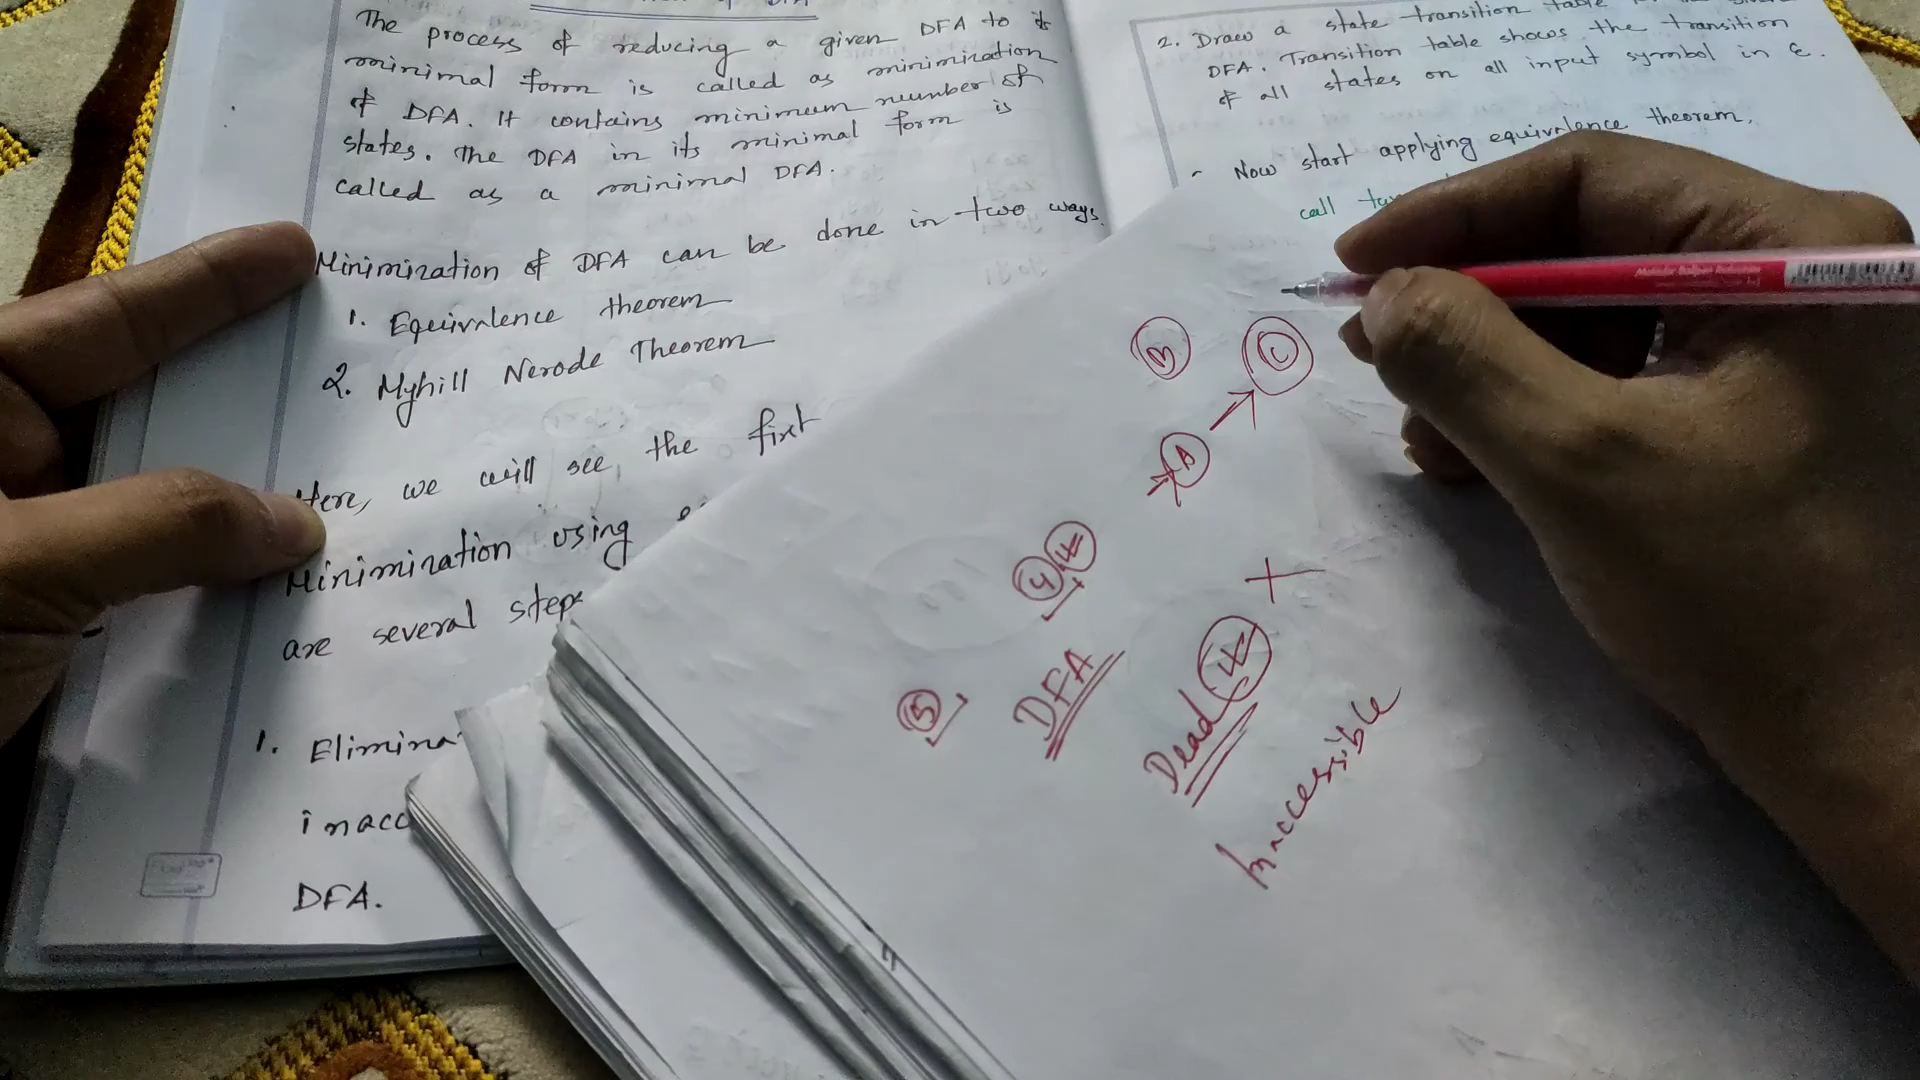 The process of reducing a given DFA to its
minimal form is called as minimization
of DFA. It contains minimum number of
states. The DFA in its minimal form is
called as a minimal DFA.
Minimization of DFA can be done in two ways.
1. Equivalence theorem
2. Myhill Nerode Theorem
Here, we will see the first
Minimization using
are several steps
1. Elimina
inacc
DFA.
2. Draw a state transition table
DFA. Transition table shows the transition
of all states on all input symbol in Ɛ.
- Now start applying equivalence theorem,
call
B
C
A
4
5
DFA
Dead
Inaccessible